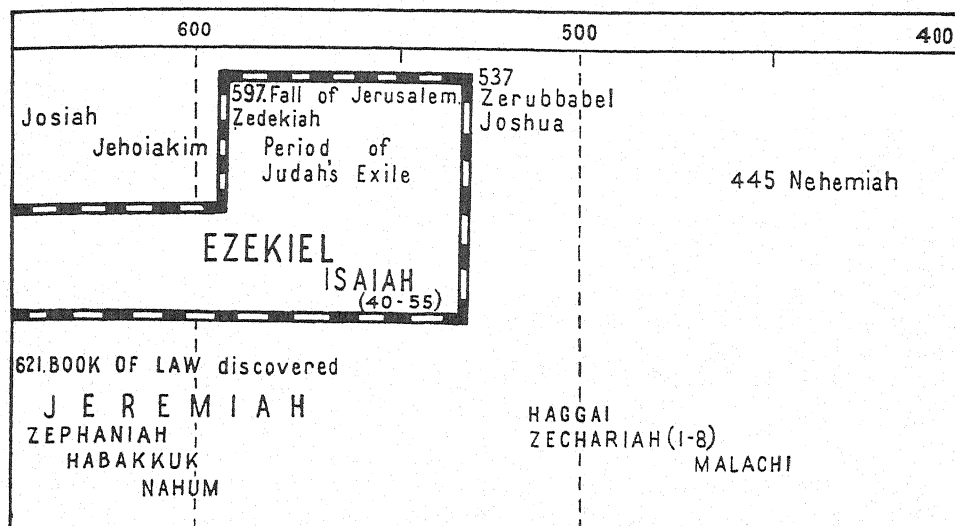 600 500 400
537
597.Fall of Jerusalem.
Zerubbabel
Zedekiah
Joshua
Josiah
Jehoiakim
Period of
Judah's Exile
445 Nehemiah
EZEKIEL
ISAIAH
(40-55)
621.BOOK OF LAW discovered
JEREMIAH
ZEPHANIAH
HABAKKUK
NAHUM
HAGGAI
ZECHARIAH (1-8)
MALACHI